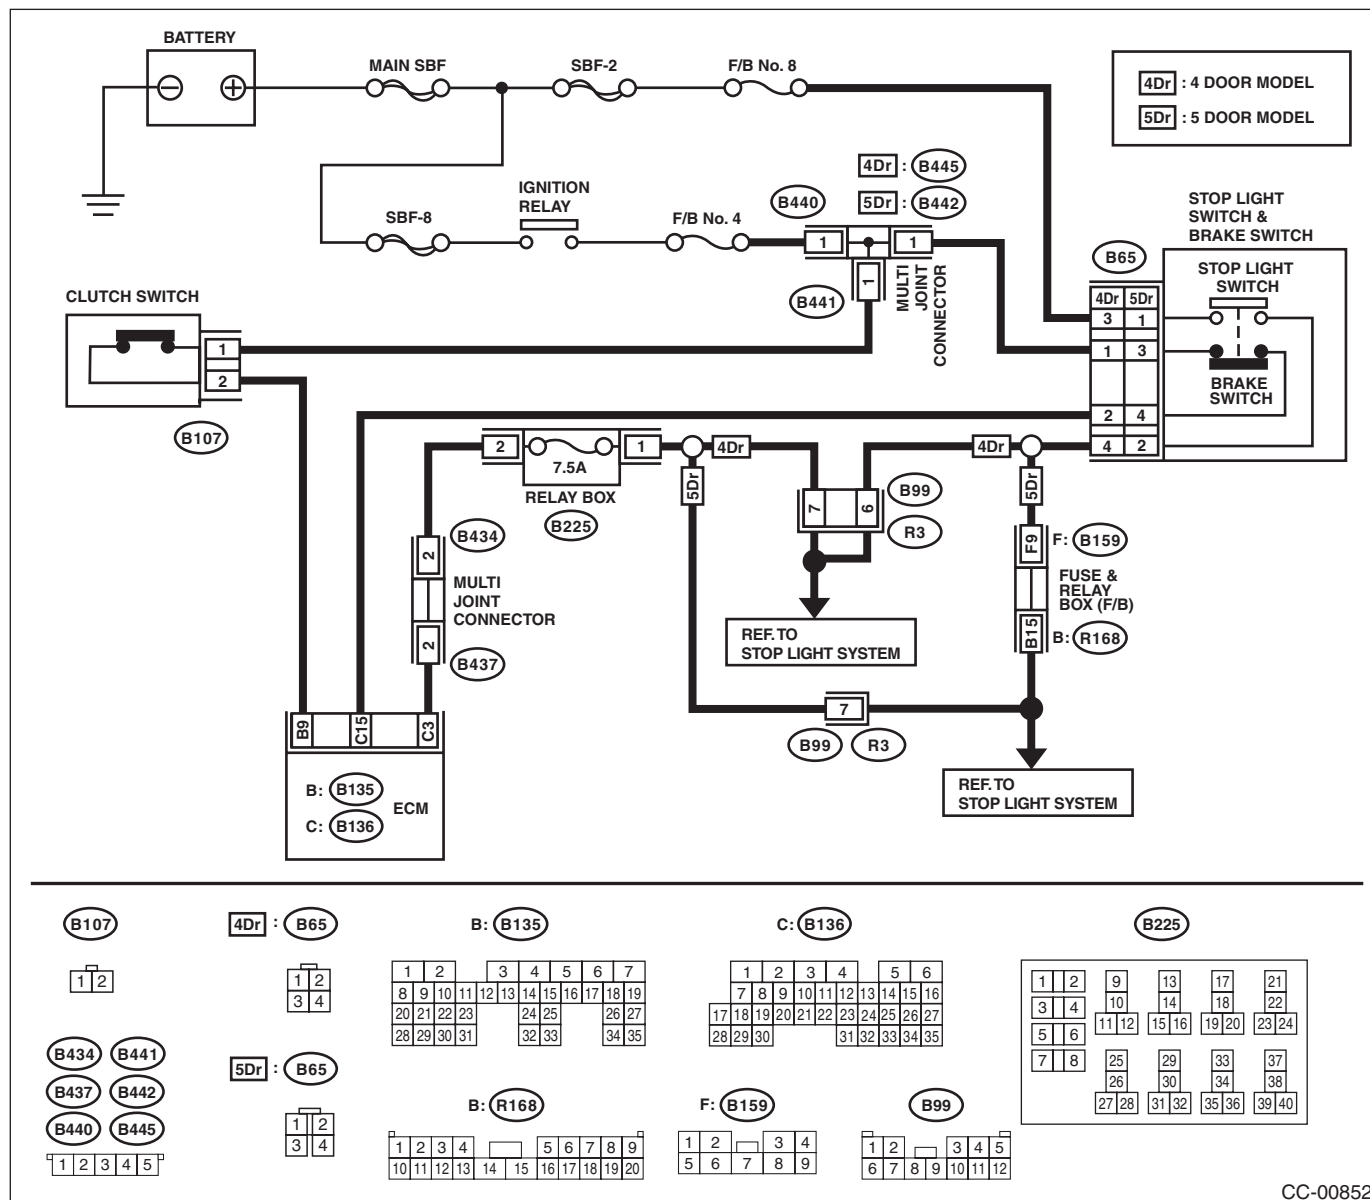 BATTERY
MAIN SBF
SBF-2
F/B No. 8
4Dr : 4 DOOR MODEL
5Dr : 5 DOOR MODEL
SBF-8
IGNITION
RELAY
F/B No. 4
4Dr : B445
5Dr : B442
B440
1
1
1
B441
MULTI
JOINT
CONNECTOR
STOP LIGHT
SWITCH &
BRAKE SWITCH
B65
4Dr 5Dr
3 1
1 3
2 4
4 2
STOP LIGHT
SWITCH
BRAKE
SWITCH
CLUTCH SWITCH
1
2
B107
2
7.5A
1
RELAY BOX
B225
4Dr
5Dr
4Dr
5Dr
7
6
B99
R3
B434
2
MULTI
JOINT
CONNECTOR
2
B437
REF. TO
STOP LIGHT SYSTEM
F9
F: B159
FUSE &
RELAY
BOX (F/B)
B15
B: R168
7
B99 R3
REF. TO
STOP LIGHT SYSTEM
B9
C15
C3
B: B135
C: B136
ECM
B107
1 2
4Dr : B65
1 2
3 4
B: B135
1 2 3 4 5 6 7
8 9 10 11 12 13 14 15 16 17 18 19
20 21 22 23 24 25 26 27
28 29 30 31 32 33 34 35
C: B136
1 2 3 4 5 6
7 8 9 10 11 12 13 14 15 16
17 18 19 20 21 22 23 24 25 26 27
28 29 30 31 32 33 34 35
B225
1 2 9 13 17 21
3 4 10 14 18 22
11 12 15 16 19 20 23 24
5 6
7 8 25 29 33 37
26 30 34 38
27 28 31 32 35 36 39 40
B434 B441
B437 B442
B440 B445
1 2 3 4 5
5Dr : B65
1 2
3 4
B: R168
1 2 3 4 5 6 7 8 9
10 11 12 13 14 15 16 17 18 19 20
F: B159
1 2 3 4
5 6 7 8 9
B99
1 2 3 4 5
6 7 8 9 10 11 12
CC-00852